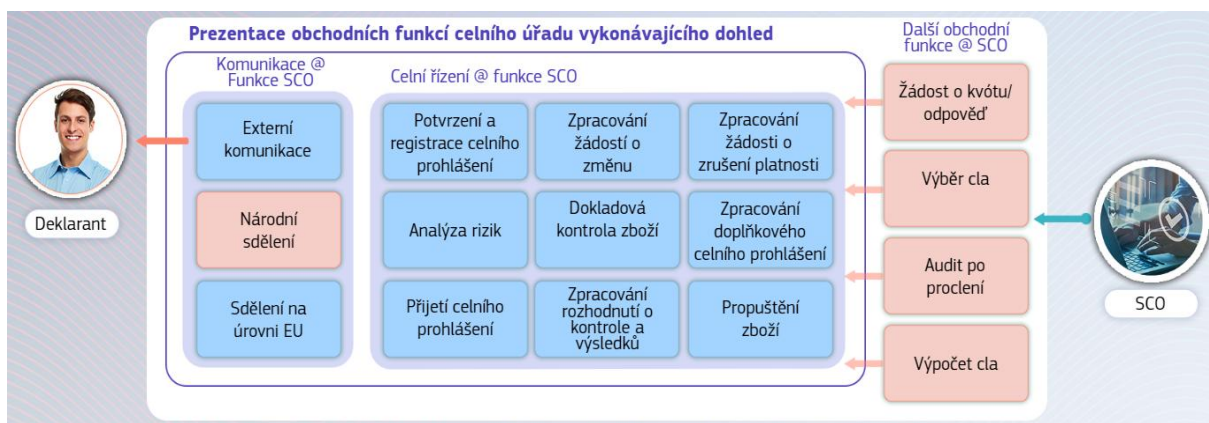 Prezentace obchodních funkcí celního úřadu vykonávajícího dohled
Další obchodní
funkce @ SCO
Komunikace @
Funkce SCO
Celní řízení @ funkce SCO
Externí
komunikace
Národní
sdělení
Sdělení na
úrovni EU
Potvrzení a
registrace celního
prohlášení
Zpracování
žádostí o
změnu
Zpracování
žádosti o
zrušení platnosti
Analýza rizik
Dokladová
kontrola zboží
Zpracování
doplňkového
celního prohlášení
Přijetí celního
prohlášení
Zpracování
rozhodnutí o
kontrole a
výsledků
Propuštění
zboží
Žádost o kvótu/
odpověď
Výběr cla
Audit po
proclení
Výpočet cla
Deklarant
SCO